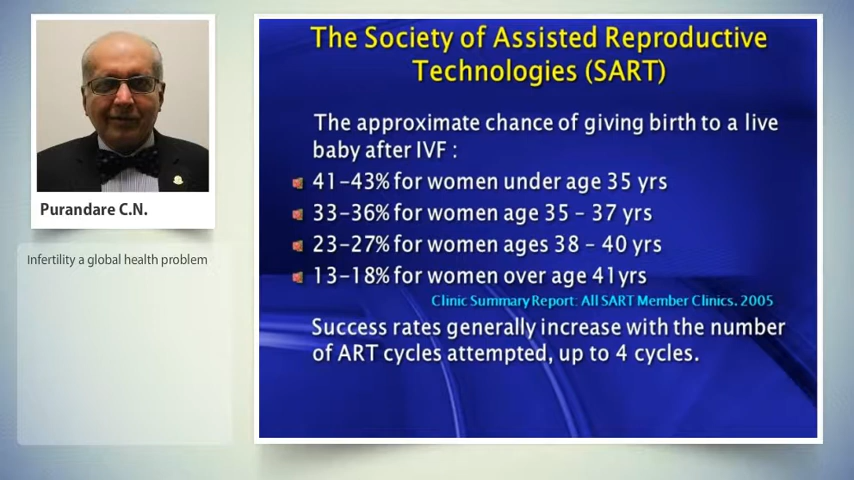 Purandare C.N.
Infertility a global health problem
The Society of Assisted Reproductive
Technologies (SART)
The approximate chance of giving birth to a live
baby after IVF :
41-43% for women under age 35 yrs
33-36% for women age 35 - 37 yrs
23-27% for women ages 38 - 40 yrs
13-18% for women over age 41yrs
Clinic Summary Report: All SART Member Clinics. 2005
Success rates generally increase with the number
of ART cycles attempted, up to 4 cycles.